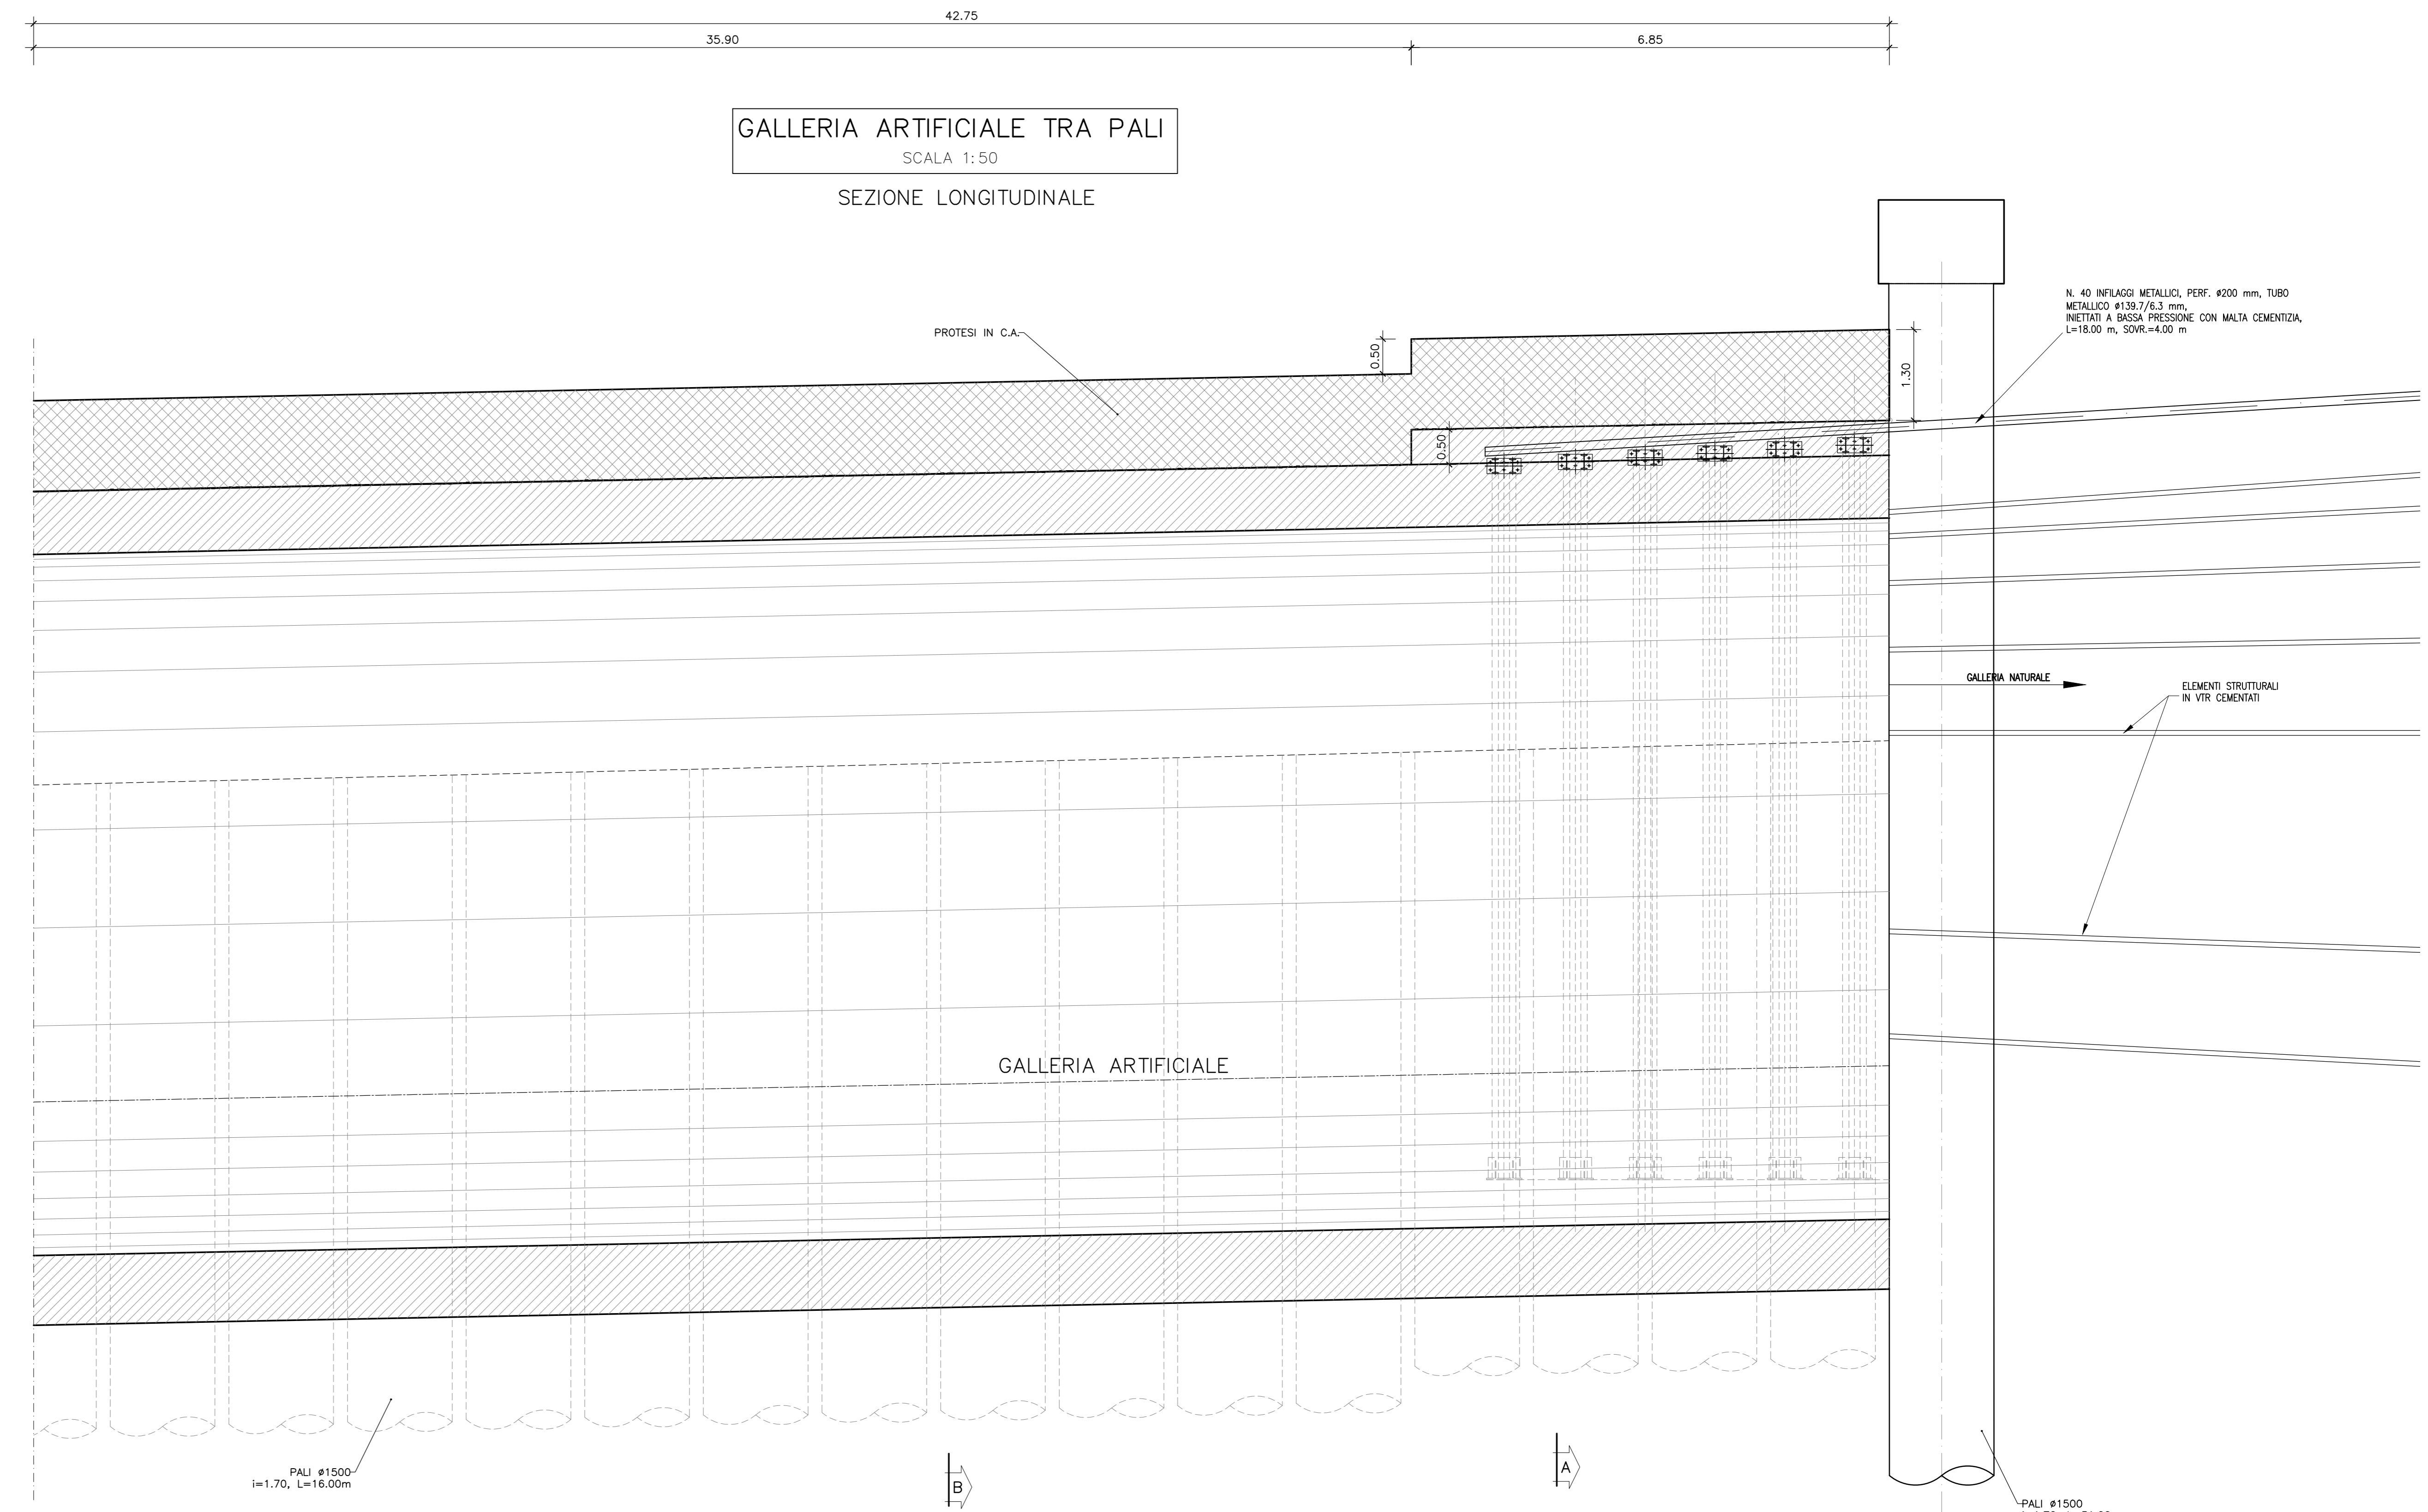 42.75
35.90
6.85
GALLERIA ARTIFICIALE TRA PALI
SCALA 1:50
SEZIONE LONGITUDINALE
N. 40 INFILAGGI METALLICI, PERF. ø200 mm, TUBO
METALLICO ø139.7/6.3 mm,
INIETTATI A BASSA PRESSIONE CON MALTA CEMENTIZIA,
L=18.00 m, SOVR.=4.00 m
PROTESI IN C.A.
0.50
1.30
0.50
GALLERIA NATURALE
ELEMENTI STRUTTURALI
IN VTR CEMENTATI
GALLERIA ARTIFICIALE
PALI ø1500
i=1.70, L=16.00m
B
A
PALI ø1500